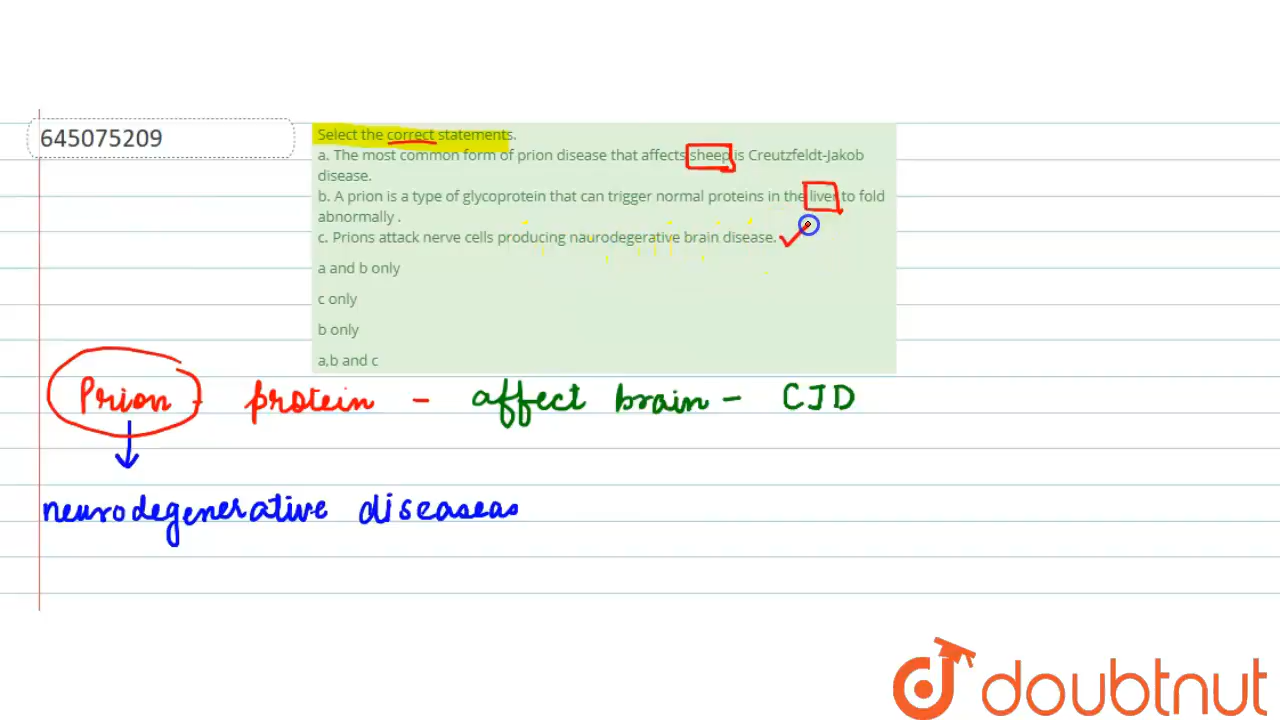 645075209
Select the correct statements.
a. The most common form of prion disease that affects sheep is Creutzfeldt-Jakob
disease.
b. A prion is a type of glycoprotein that can trigger normal proteins in the liver to fold
abnormally .
c. Prions attack nerve cells producing naurodegerative brain disease.
a and b only
c only
b only
a,b and c
Prion - protein - affect brain - CJD
neurodegenerative diseaseas
doubtnut